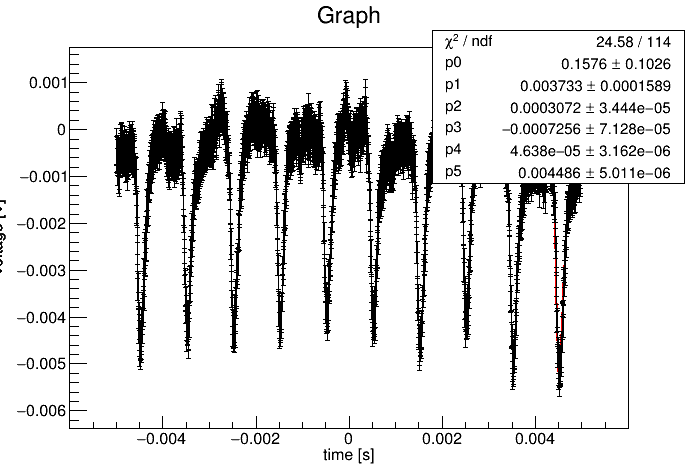 Graph
χ² / ndf 24.58 / 114
p0 0.1576 ± 0.1026
p1 0.003733 ± 0.0001589
p2 0.0003072 ± 3.444e−05
p3 −0.0007256 ± 7.128e−05
p4 4.638e−05 ± 3.162e−06
p5 0.004486 ± 5.011e−06
0.001
0
−0.001
−0.002
−0.003
−0.004
−0.005
−0.006
−0.004 −0.002 0 0.002 0.004
time [s]